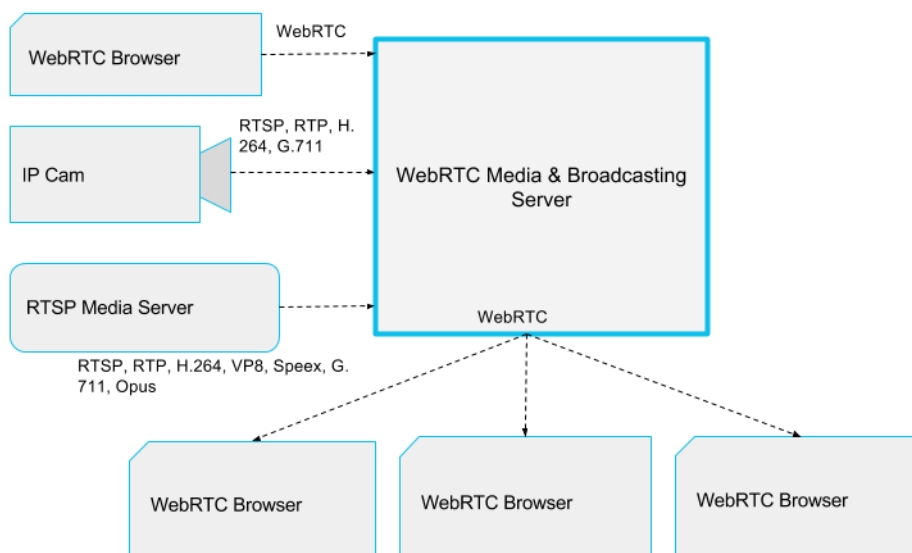 WebRTC
WebRTC Browser
RTSP, RTP, H.
264, G.711
IP Cam
WebRTC Media & Broadcasting
Server
RTSP Media Server
WebRTC
RTSP, RTP, H.264, VP8, Speex, G.
711, Opus
WebRTC Browser
WebRTC Browser
WebRTC Browser